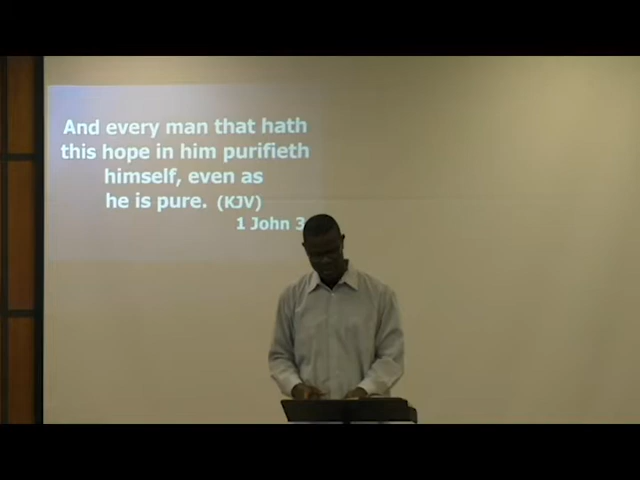 And every man that hath
this hope in him purifieth
himself, even as
he is pure. (KJV)
1 John 3